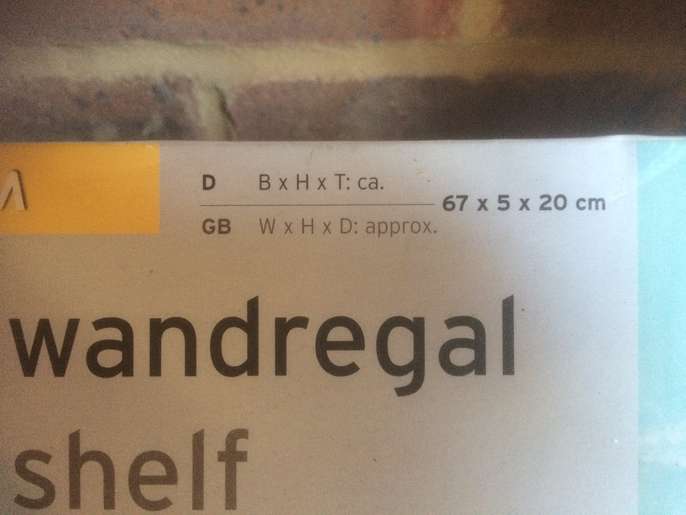 D B x H x T: ca.
67 x 5 x 20 cm
GB W x H x D: approx.
wandregal
shelf